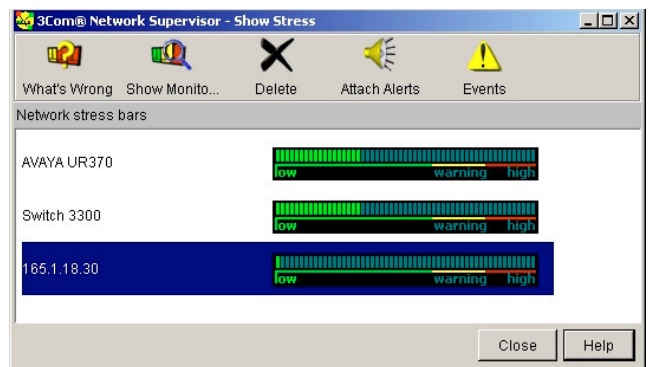 3Com® Network Supervisor - Show Stress
What's Wrong Show Monito... Delete Attach Alerts Events
Network stress bars
AVAYA UR370
low warning high
Switch 3300
low warning high
165.1.18.30
low warning high
Close Help